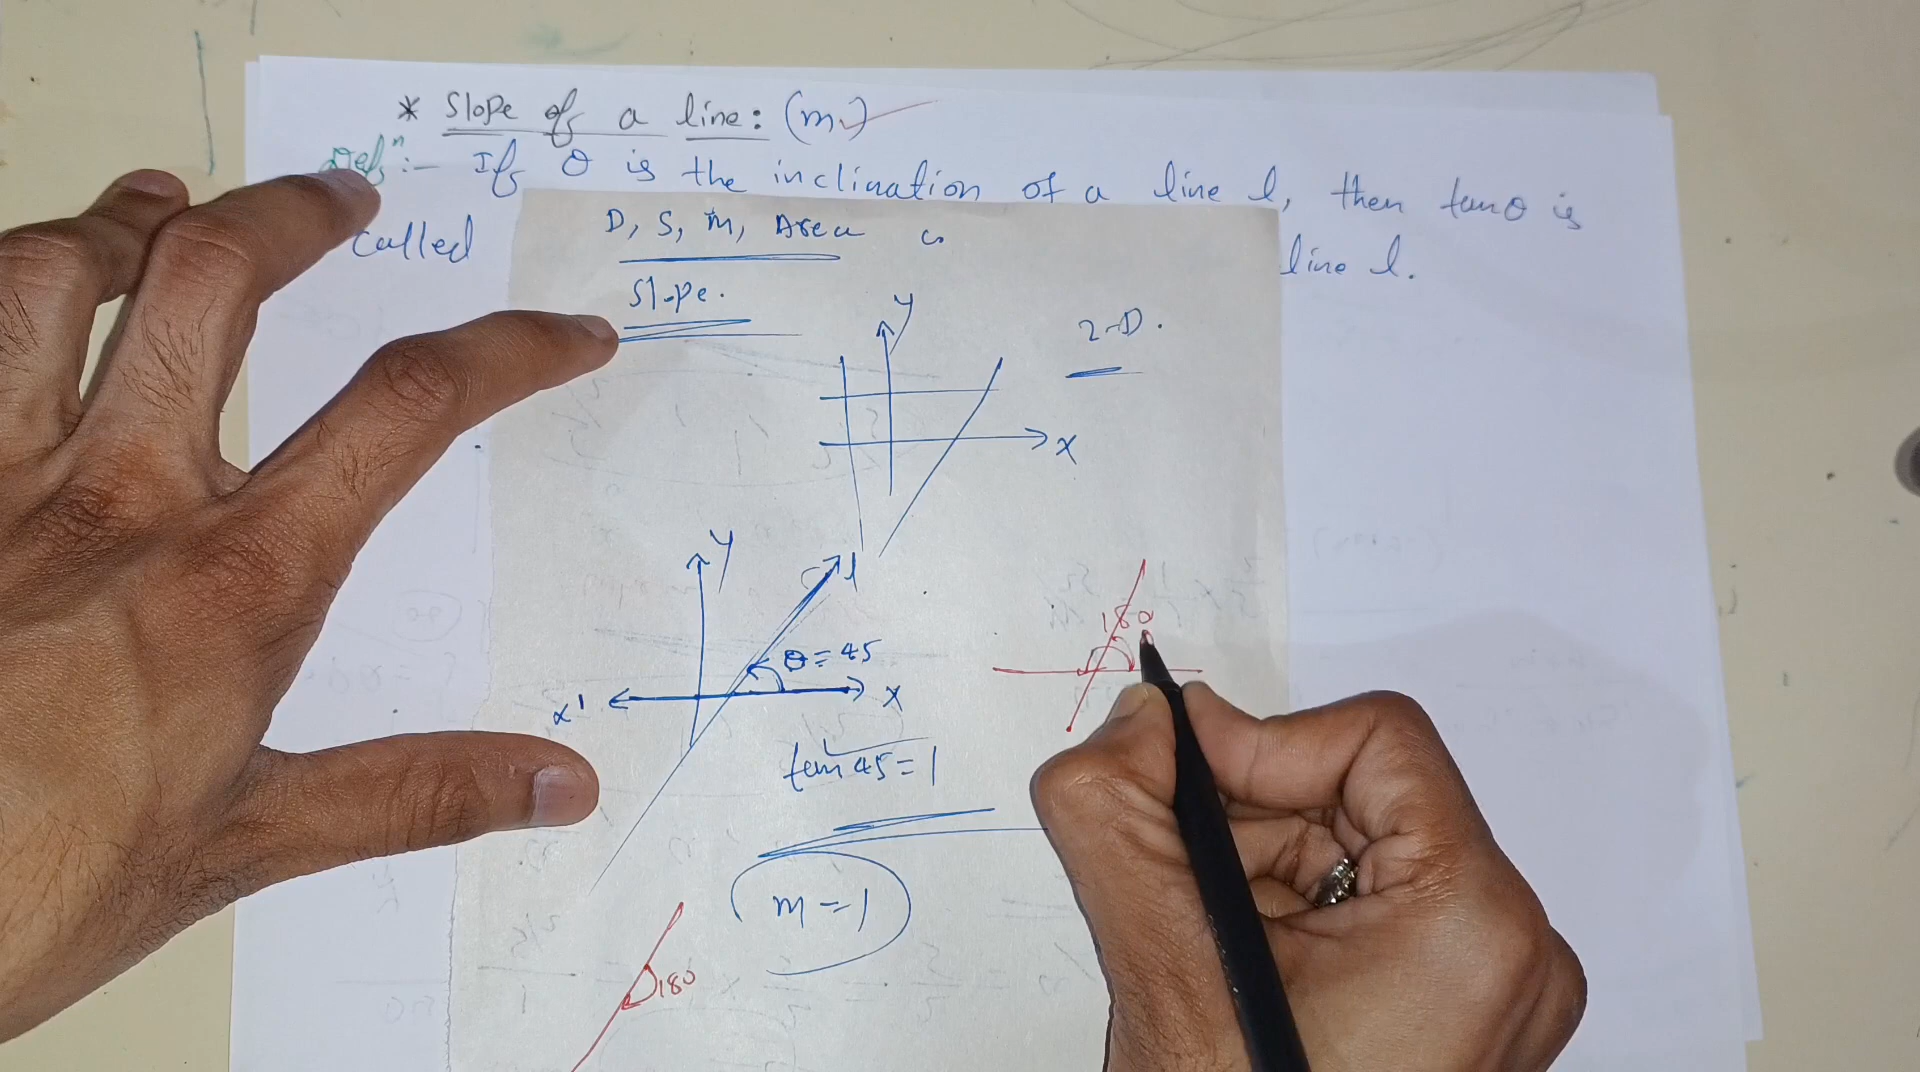 * Slope of a line: (m)
Defⁿ:- If θ is the inclination of a line l, then tanθ is
called line l.
D, S, M, Area
Slope.
y
2-D.
x
y
l
θ = 45
x' x
180
tan 45 = 1
m = 1
180